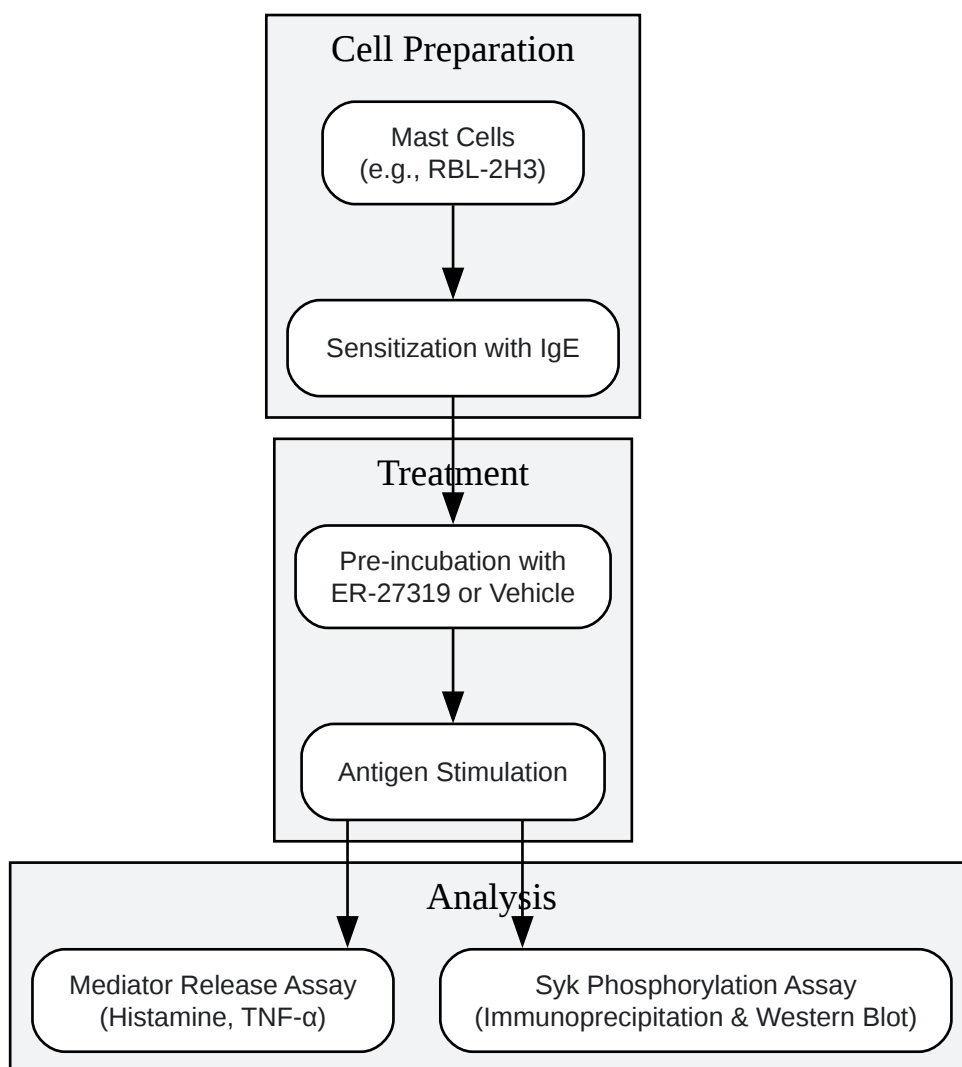 Cell Preparation
Mast Cells
(e.g., RBL-2H3)
Sensitization with IgE
Treatment
Pre-incubation with
ER-27319 or Vehicle
Antigen Stimulation
Analysis
Mediator Release Assay
(Histamine, TNF-α)
Syk Phosphorylation Assay
(Immunoprecipitation & Western Blot)